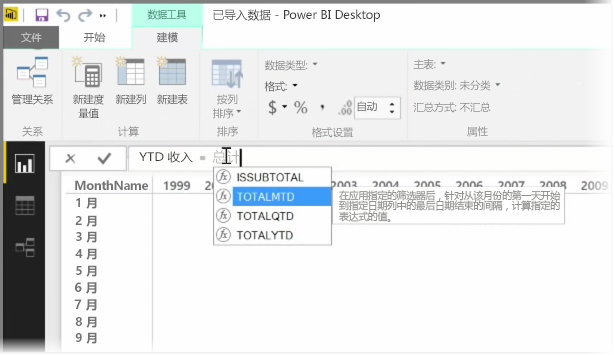 数据工具
已导入数据 - Power BI Desktop
文件 开始 建模
管理关系
新建度量值
新建列
新建表
按列排序
数据类型:
格式:
$ % , .00 自动
主表:
数据类别: 未分类
汇总方式: 不汇总
关系 计算 排序 格式设置 属性
YTD 收入 = 总计
MonthName 1999 2003 2004 2005 2006 2007 2008 2009
ISSUBTOTAL
TOTALMTD
TOTALQTD
TOTALYTD
在应用指定的筛选器后，针对从该月份的第一天开始
到指定日期列中的最后日期结束的间隔，计算指定的
表达式的值。
1 月
2 月
3 月
4 月
5 月
6 月
7 月
8 月
9 月